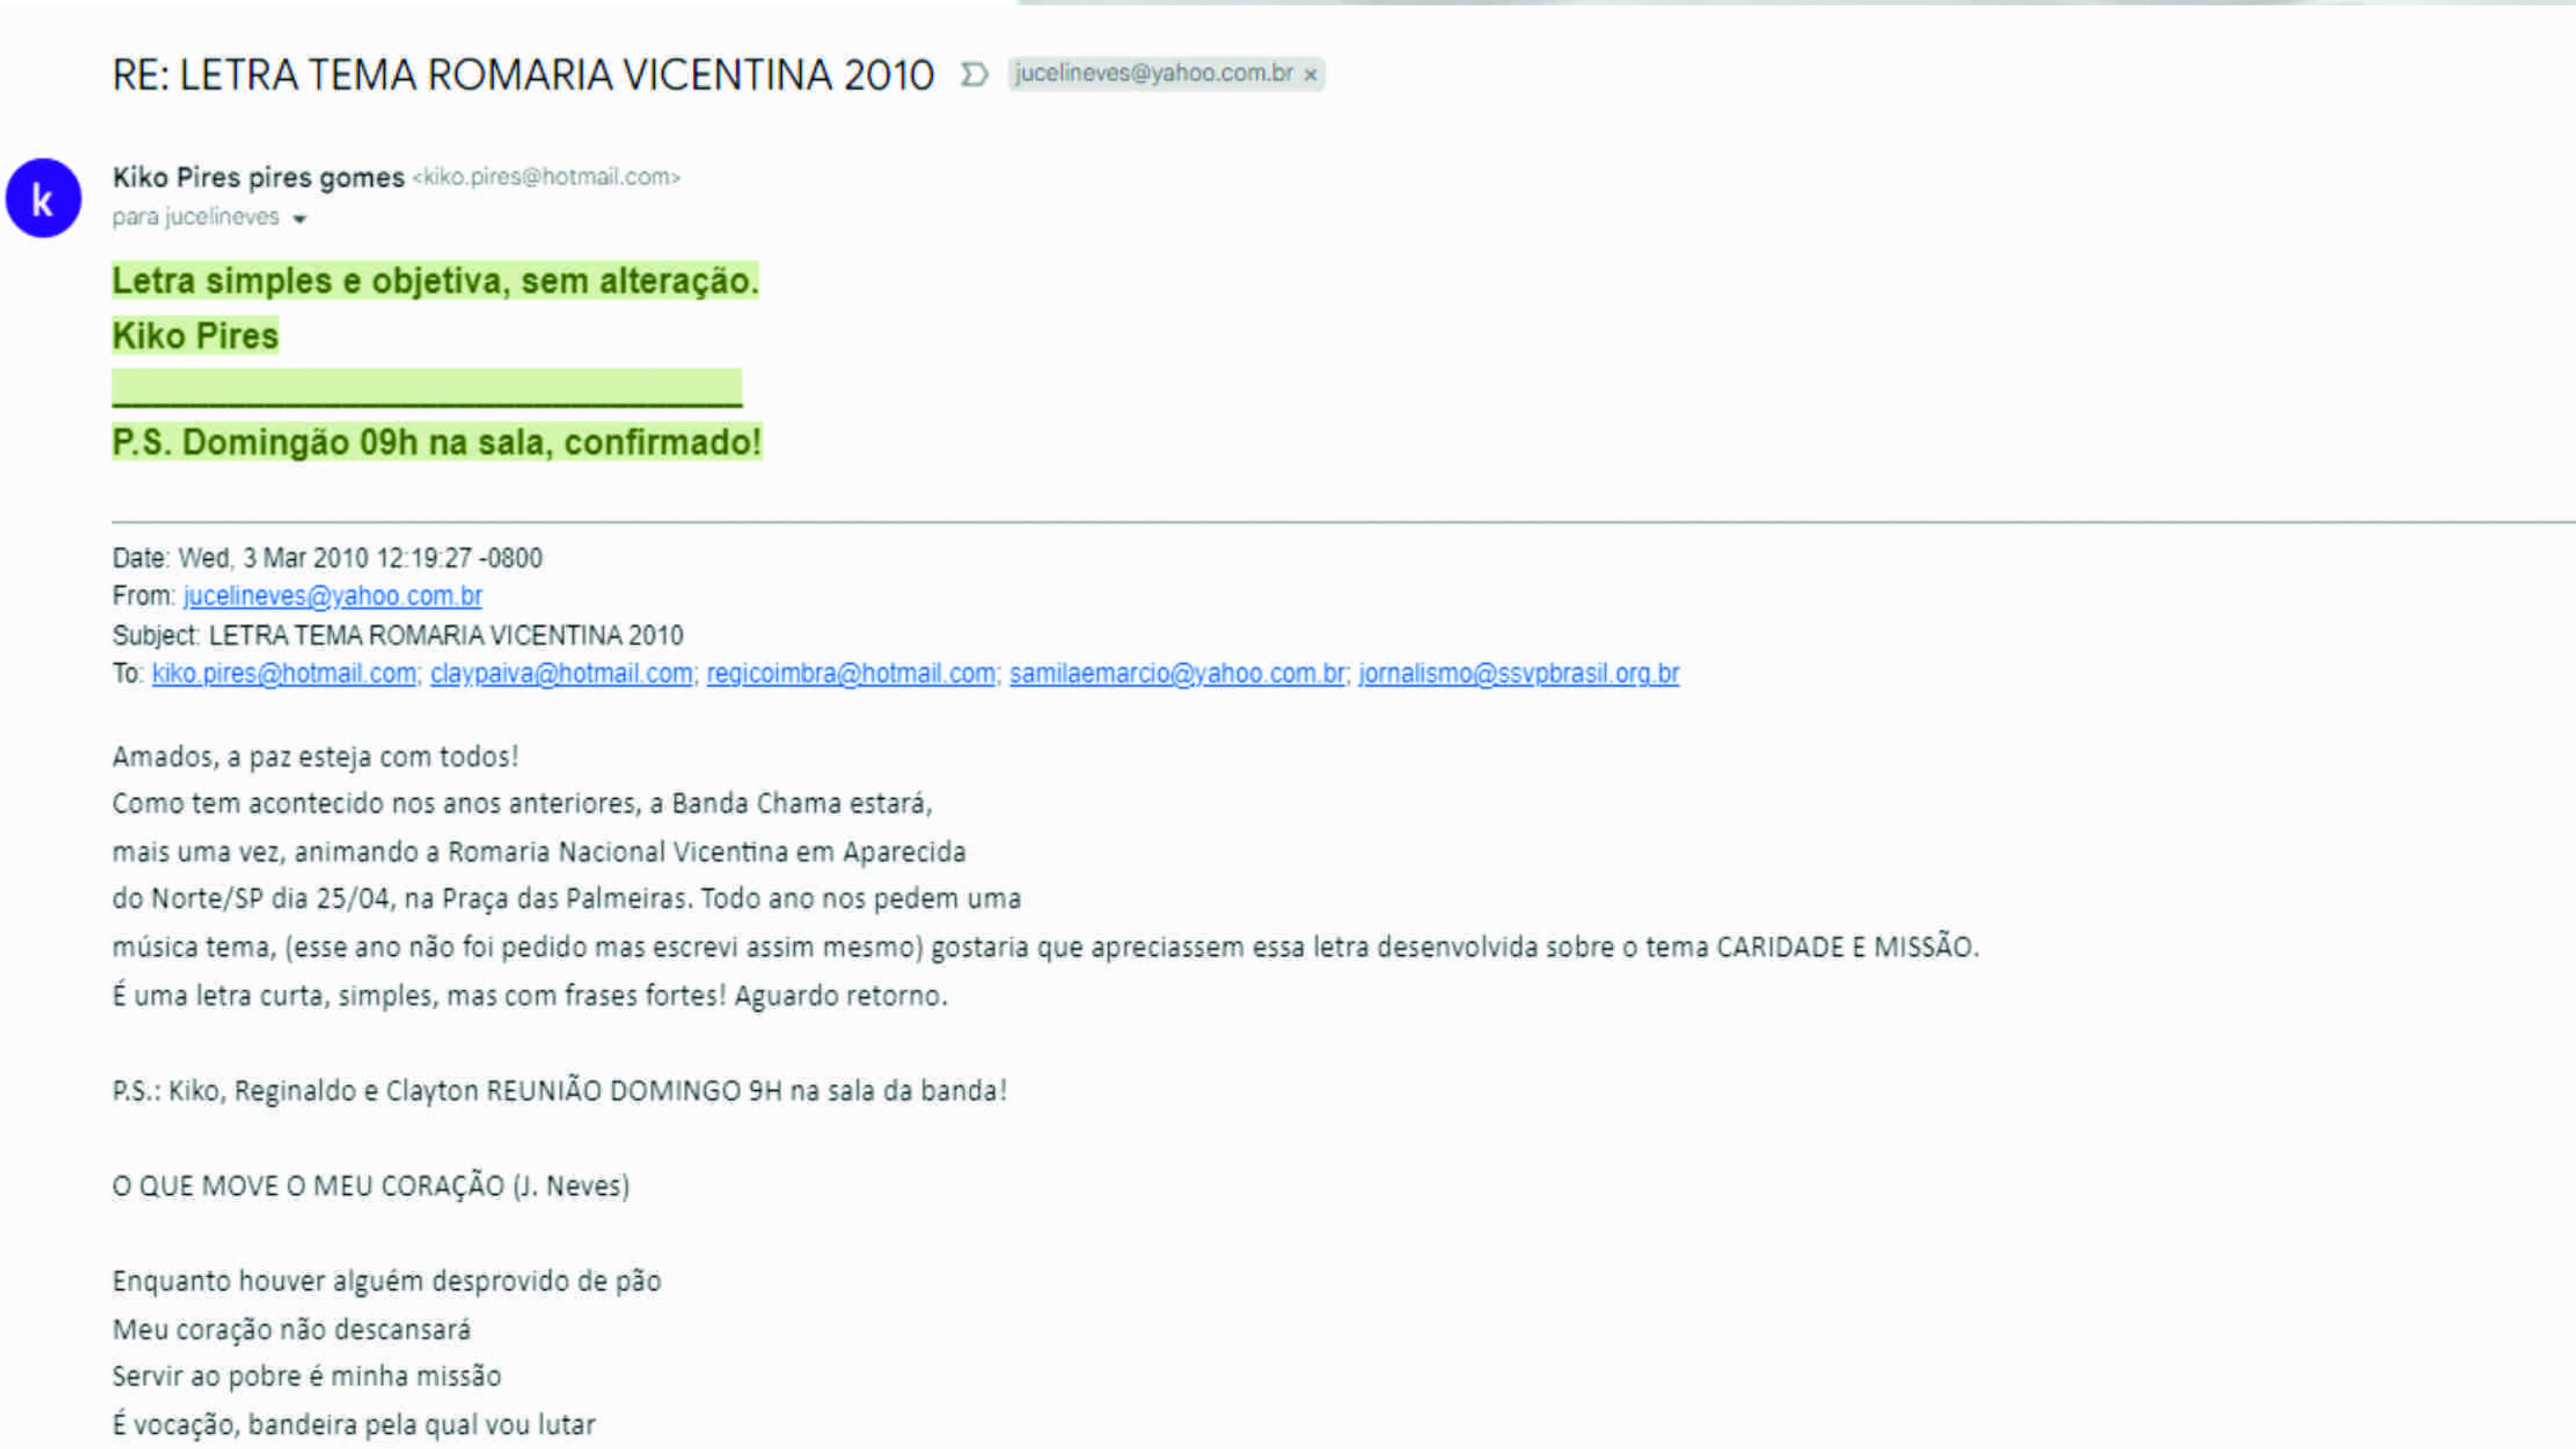 RE: LETRA TEMA ROMARIA VICENTINA 2010 jucelineves@yahoo.com.br ×
k
Kiko Pires pires gomes <kiko.pires@hotmail.com>
para jucelineves
Letra simples e objetiva, sem alteração.
Kiko Pires
P.S. Domingão 09h na sala, confirmado!
Date: Wed, 3 Mar 2010 12:19:27 -0800
From: jucelineves@yahoo.com.br
Subject: LETRA TEMA ROMARIA VICENTINA 2010
To: kiko.pires@hotmail.com; claypaiva@hotmail.com; regicoimbra@hotmail.com; samilaemarcio@yahoo.com.br; jornalismo@ssvpbrasil.org.br
Amados, a paz esteja com todos!
Como tem acontecido nos anos anteriores, a Banda Chama estará,
mais uma vez, animando a Romaria Nacional Vicentina em Aparecida
do Norte/SP dia 25/04, na Praça das Palmeiras. Todo ano nos pedem uma
música tema, (esse ano não foi pedido mas escrevi assim mesmo) gostaria que apreciassem essa letra desenvolvida sobre o tema CARIDADE E MISSÃO.
É uma letra curta, simples, mas com frases fortes! Aguardo retorno.
P.S.: Kiko, Reginaldo e Clayton REUNIÃO DOMINGO 9H na sala da banda!
O QUE MOVE O MEU CORAÇÃO (J. Neves)
Enquanto houver alguém desprovido de pão
Meu coração não descansará
Servir ao pobre é minha missão
É vocação, bandeira pela qual vou lutar